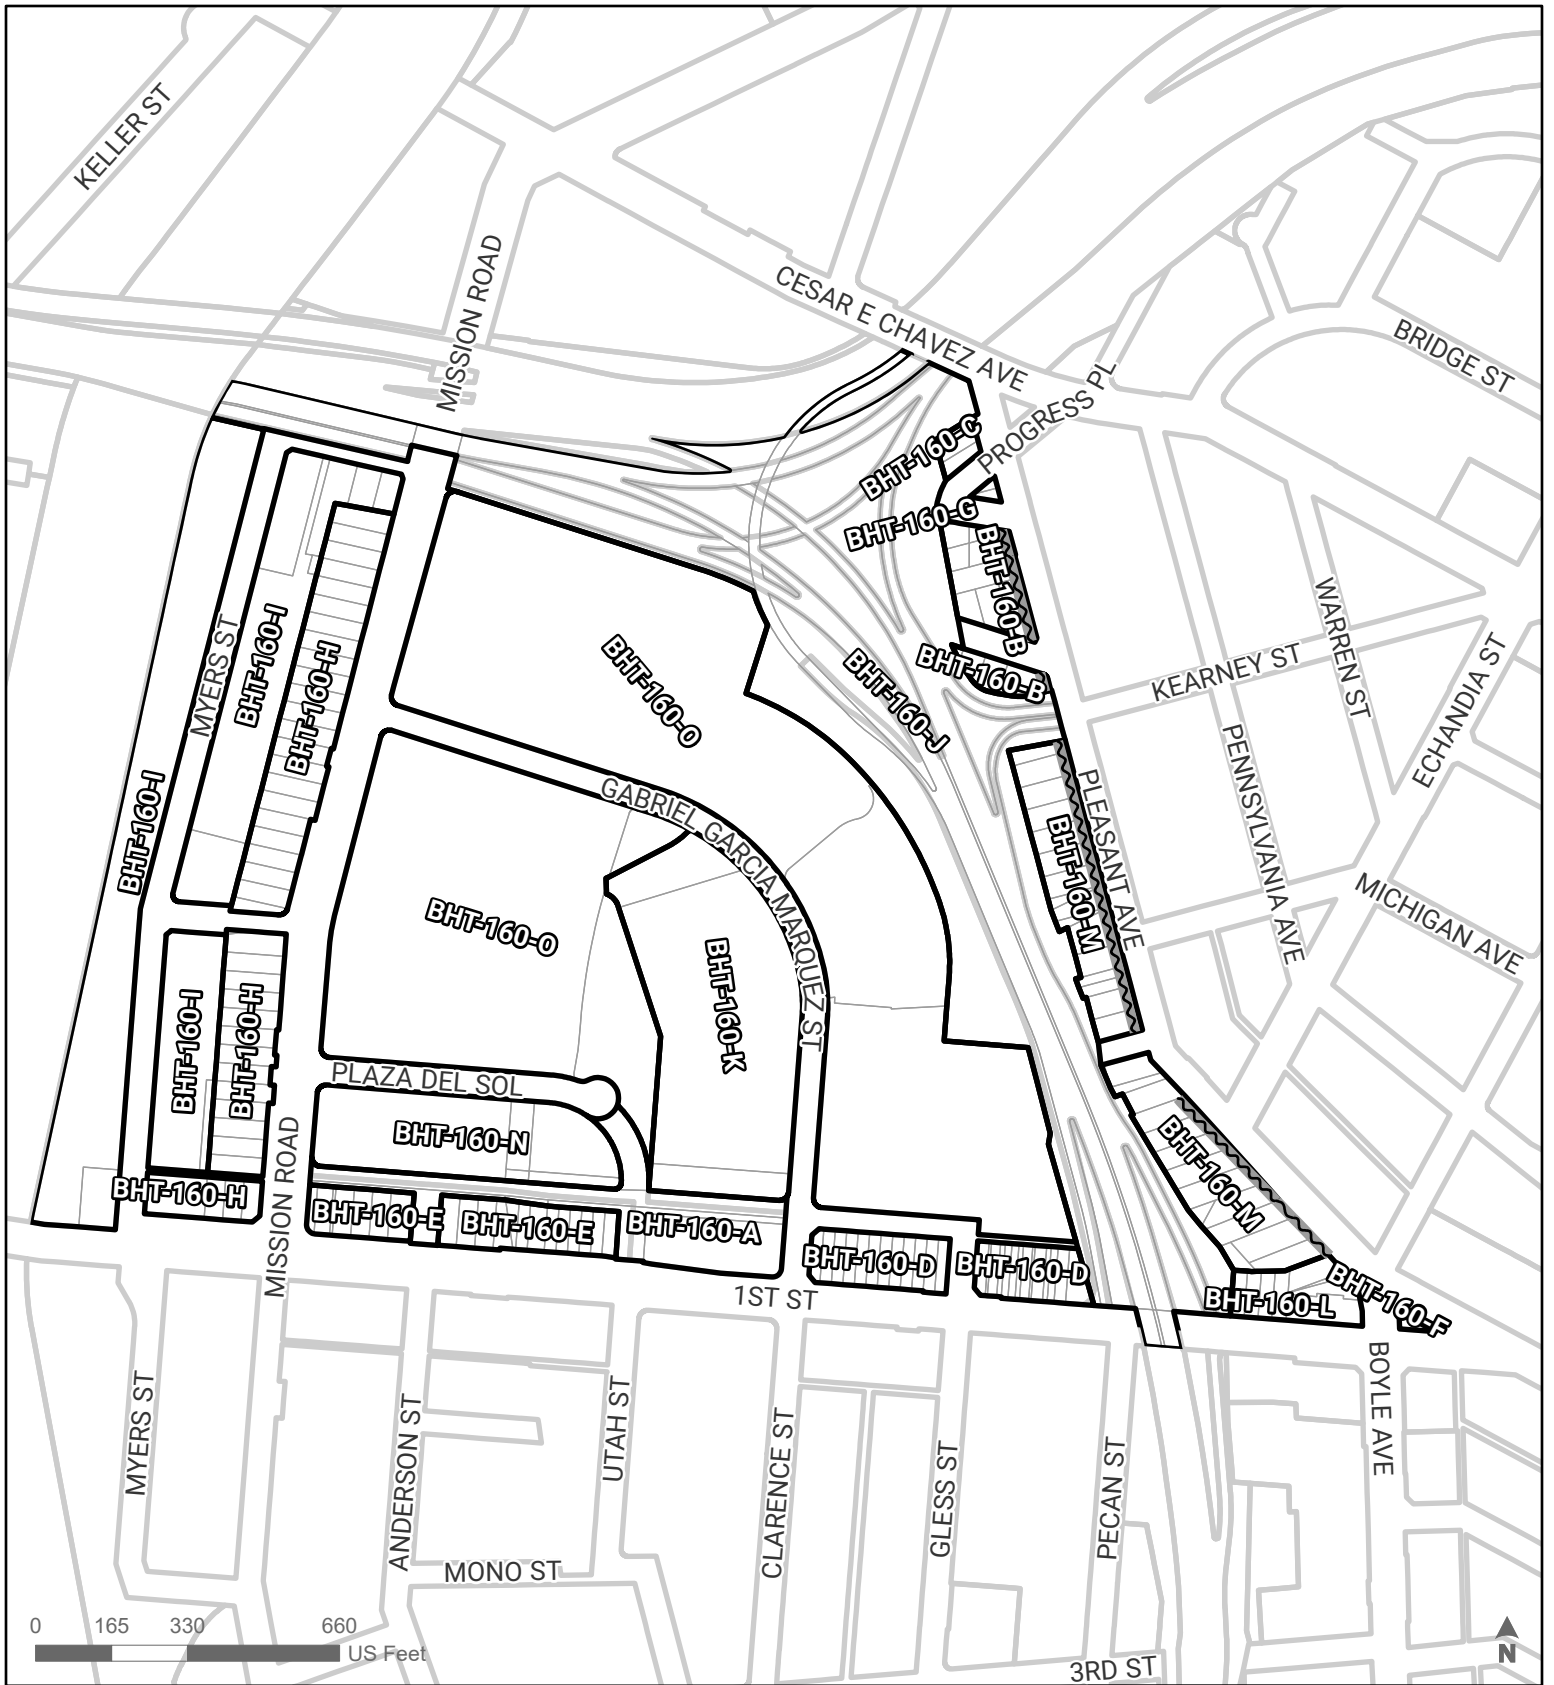 KELLER ST
MISSION ROAD
CESAR E CHAVEZ AVE
BRIDGE ST
PROGRESS PL
BHT-160-C
BHT-160-G
BHT-160-B
BHT-160-B
WARREN ST
KEARNEY ST
ECHANDIA ST
MYERS ST
BHT-160-I
BHT-160-H
BHT-160-O
BHT-160-J
PENNSYLVANIA AVE
PLEASANT AVE
BHT-160-I
GABRIEL GARCIA MARQUEZ ST
BHT-160-M
MICHIGAN AVE
BHT-160-O
BHT-160-K
BHT-160-I
BHT-160-H
PLAZA DEL SOL
BHT-160-N
BHT-160-M
BHT-160-H
MISSION ROAD
BHT-160-E
BHT-160-E
BHT-160-A
BHT-160-D
BHT-160-D
1ST ST
BHT-160-L
BHT-160-F
MYERS ST
ANDERSON ST
UTAH ST
CLARENCE ST
GLESS ST
PECAN ST
BOYLE AVE
MONO ST
3RD ST
0 165 330 660
US Feet
N